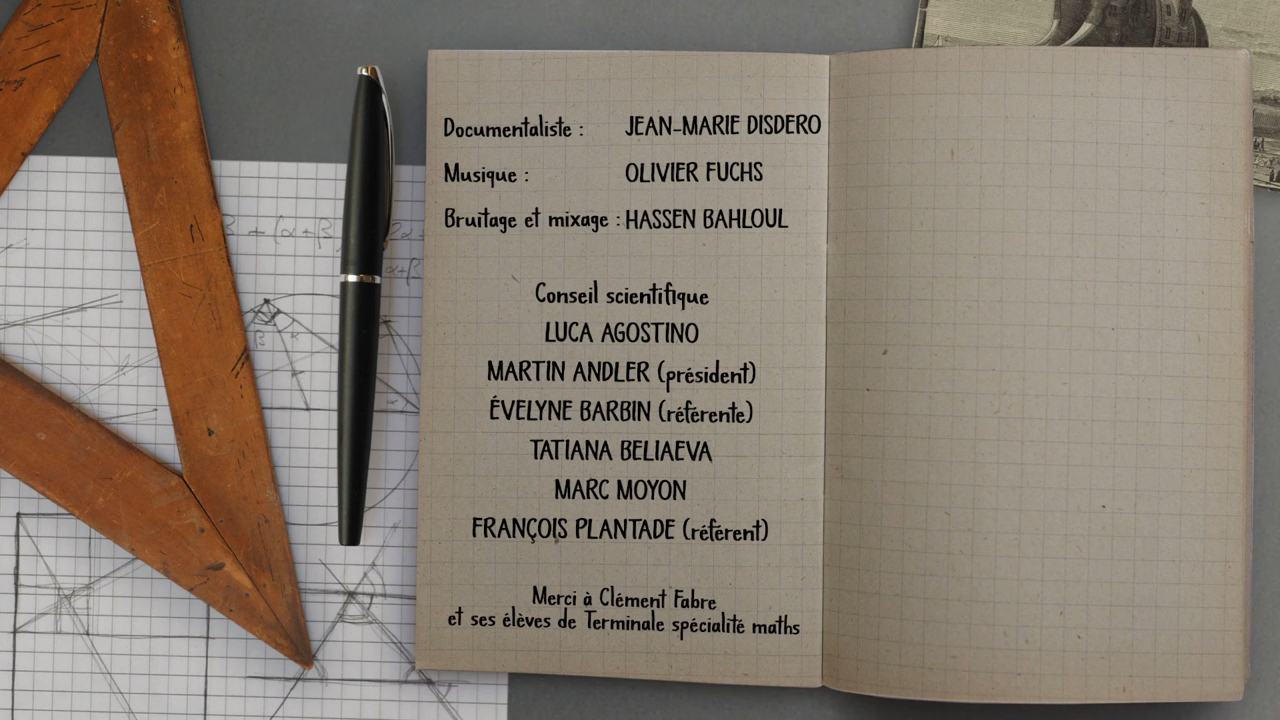 Documentaliste : JEAN-MARIE DISDERO
Musique : OLIVIER FUCHS
Bruitage et mixage : HASSEN BAHLOUL
Conseil scientifique
LUCA AGOSTINO
MARTIN ANDLER (président)
ÉVELYNE BARBIN (référente)
TATIANA BELIAEVA
MARC MOYON
FRANÇOIS PLANTADE (référent)
Merci à Clément Fabre
et ses élèves de Terminale spécialité maths